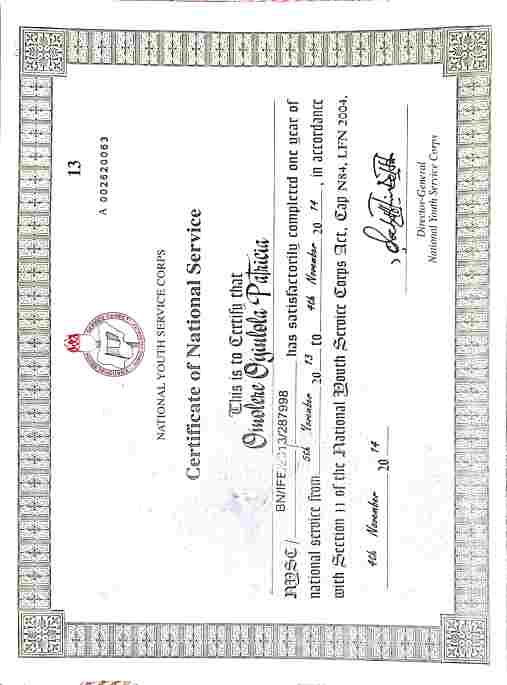 13
A 002620063
NATIONAL YOUTH SERVICE CORPS
Certificate of National Service
This is to Certify that
Omolere Oyinlola Patricia
NYSC/ BN/IFE/2013/287998 has satisfactorily completed one year of
national service from 5th November 20 13 to 4th November 20 14, in accordance
with Section 11 of the National Youth Service Corps Act, Cap N84, LFN 2004.
4th November 20 14
Director-General
National Youth Service Corps